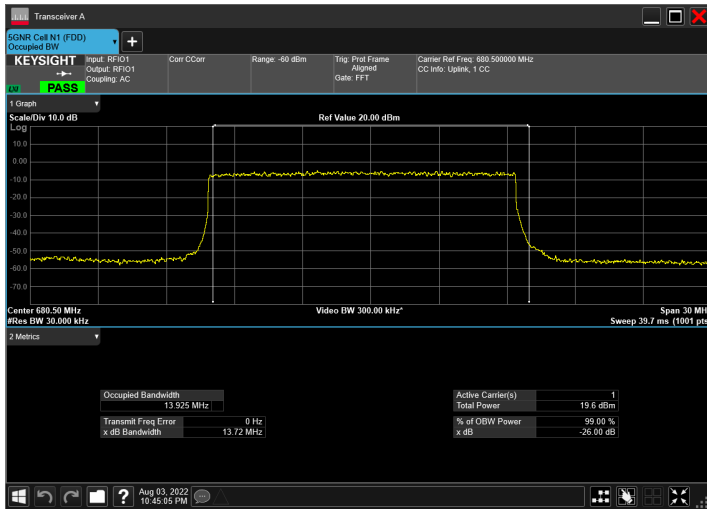 Transceiver A
5GNR Cell N1 (FDD)
Occupied BW
KEYSIGHT
LXI
PASS
Input: RFIO1
Output: RFIO1
Coupling: AC
Corr CCorr
Range: -60 dBm
Trig: Prot Frame
Aligned
Gate: FFT
Carrier Ref Freq: 680.500000 MHz
CC Info: Uplink, 1 CC
1 Graph
Scale/Div 10.0 dB
Ref Value 20.00 dBm
Log
10.0
0.00
-10.0
-20.0
-30.0
-40.0
-50.0
-60.0
-70.0
Center 680.50 MHz
Video BW 300.00 kHz*
Span 30 MH
#Res BW 30.000 kHz
Sweep 39.7 ms (1001 pts
2 Metrics
Occupied Bandwidth
13.925 MHz
Transmit Freq Error 0 Hz
x dB Bandwidth 13.72 MHz
Active Carrier(s) 1
Total Power 19.6 dBm
% of OBW Power 99.00 %
x dB -26.00 dB
Aug 03, 2022
10:45:05 PM